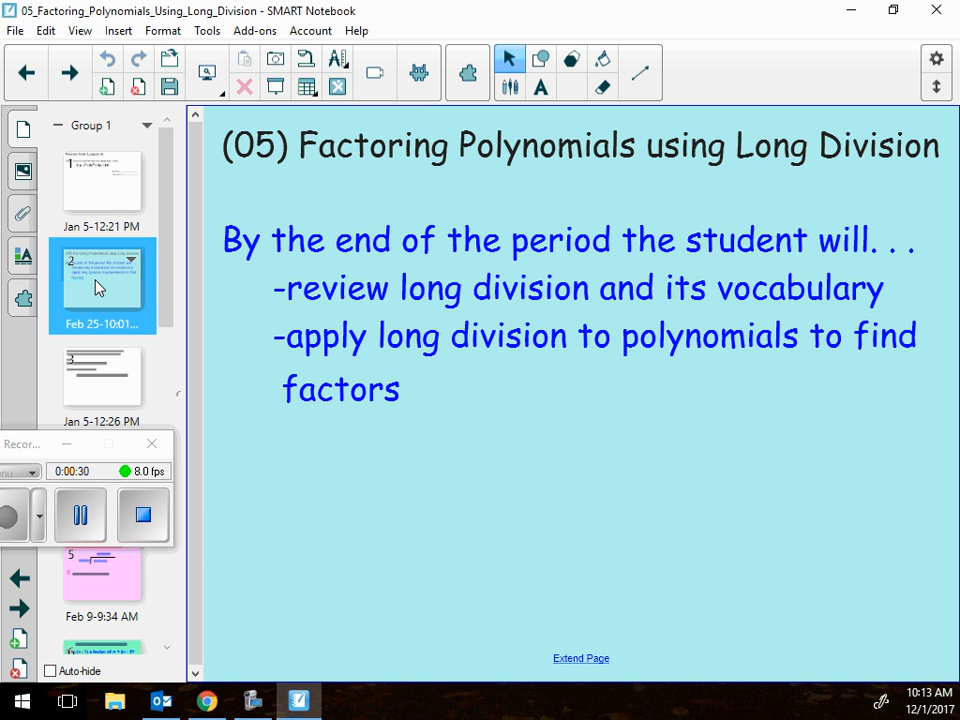 05_Factoring_Polynomials_Using_Long_Division - SMART Notebook
File Edit View Insert Format Tools Add-ons Account Help
Group 1
1
Jan 5-12:21 PM
2
Feb 25-10:01...
3
Jan 5-12:26 PM
Recor...
0:00:30 8.0 fps
5
Feb 9-9:34 AM
Auto-hide
(05) Factoring Polynomials using Long Division
By the end of the period the student will. . .
-review long division and its vocabulary
-apply long division to polynomials to find
factors
Extend Page
10:13 AM
12/1/2017